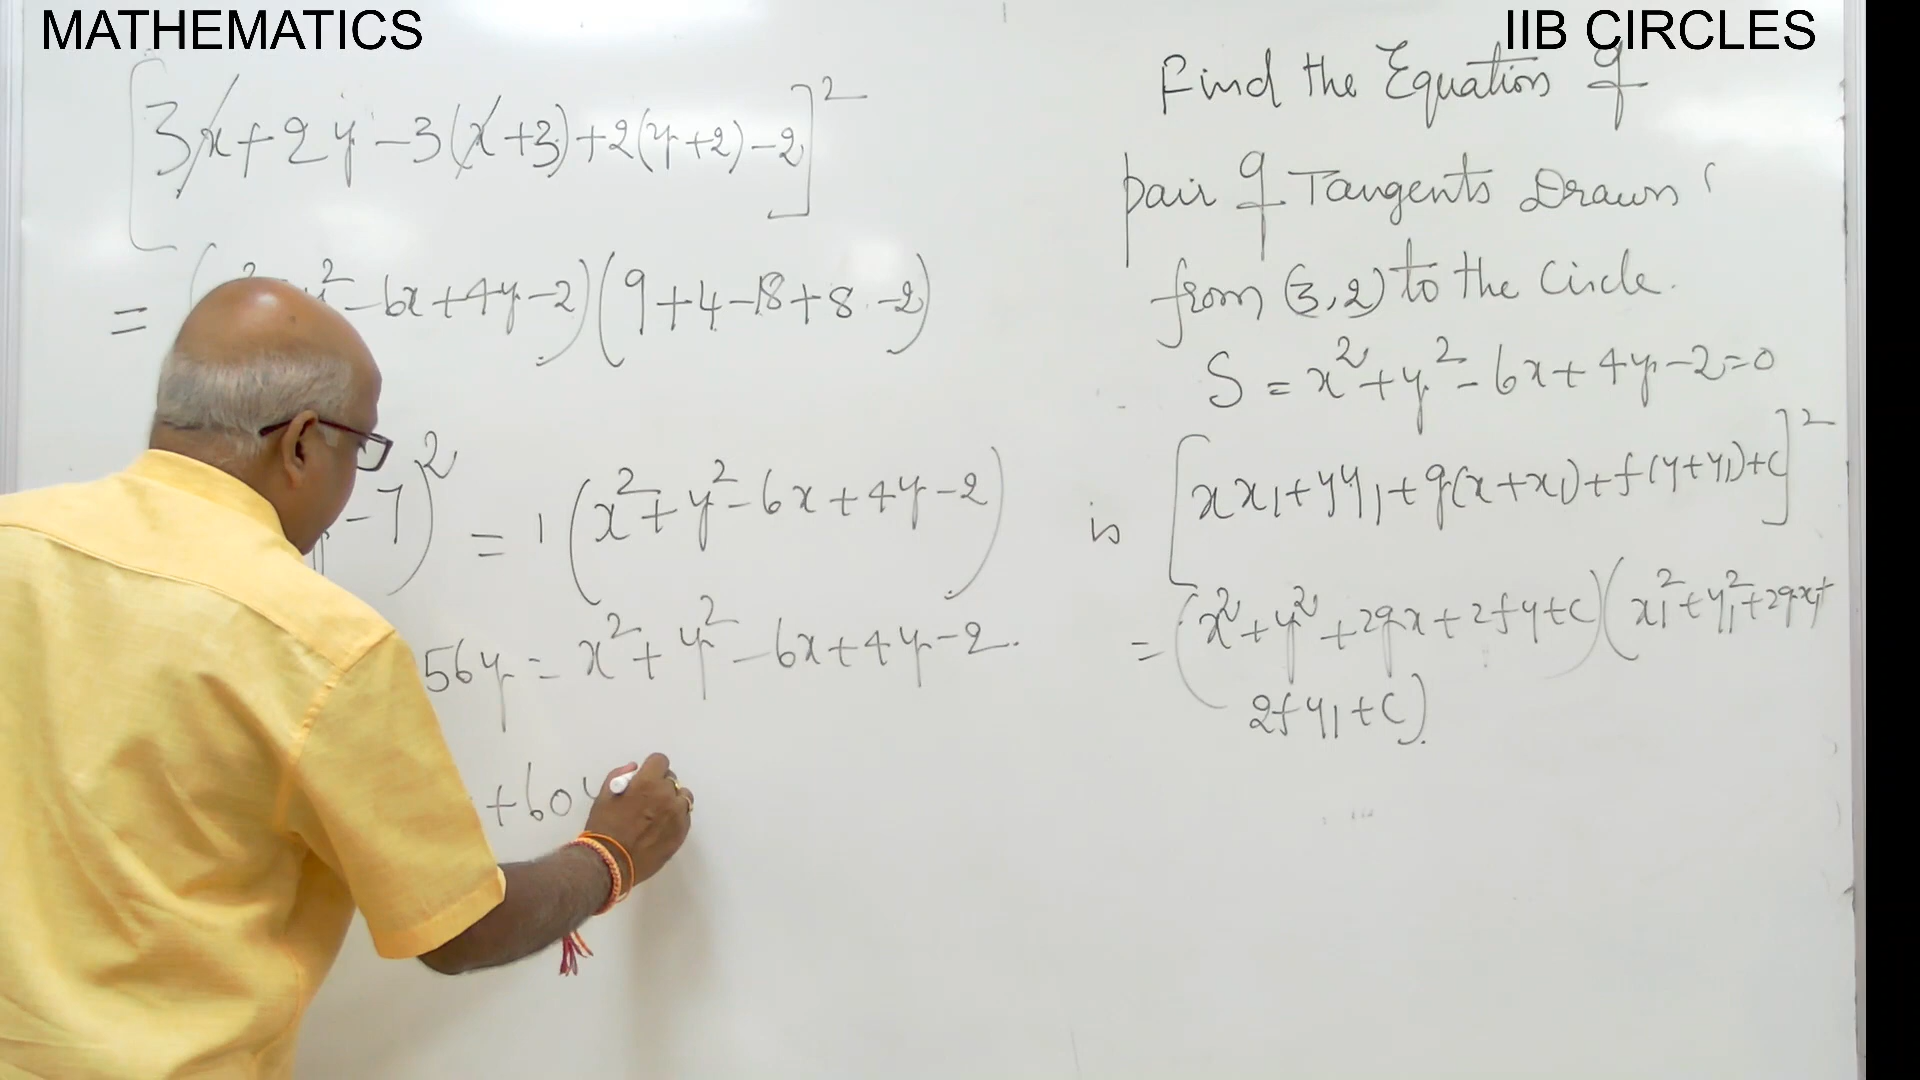 MATHEMATICS
IIB CIRCLES
[3x+2y-3(x+3)+2(y+2)-2]²
= ²-6x+4y-2)(9+4-18+8-2)
-7)² = 1(x²+y²-6x+4y-2)
56y = x²+y²-6x+4y-2.
+60y
Find the Equation of
pair of Tangents Drawn
from (3,2) to the Circle.
S = x²+y²-6x+4y-2=0
is [xx₁+yy₁+g(x+x₁)+f(y+y₁)+c]²
= (x²+y²+2gx+2fy+c)(x₁²+y₁²+2gx₁+
2fy₁+c).